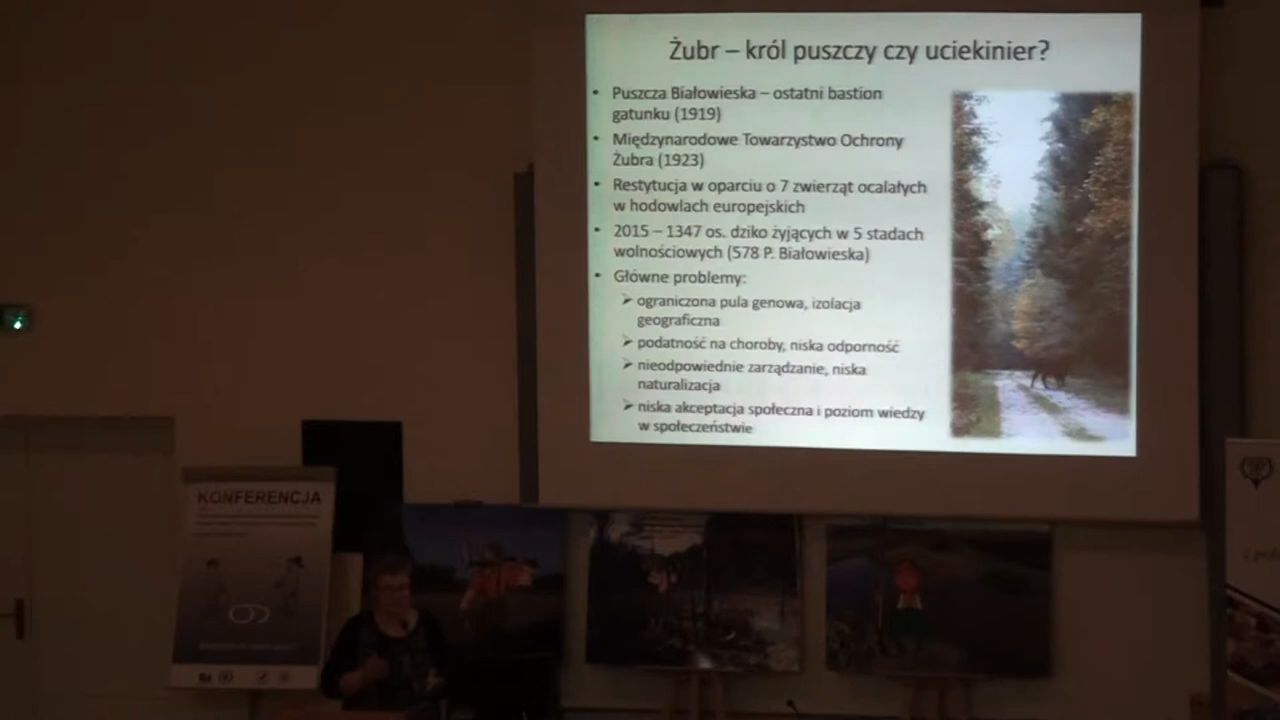 Żubr – król puszczy czy uciekinier?
• Puszcza Białowieska – ostatni bastion
gatunku (1919)
• Międzynarodowe Towarzystwo Ochrony
Żubra (1923)
• Restytucja w oparciu o 7 zwierząt ocalałych
w hodowlach europejskich
• 2015 – 1347 os. dziko żyjących w 5 stadach
wolnościowych (578 P. Białowieska)
• Główne problemy:
➢ ograniczona pula genowa, izolacja
geograficzna
➢ podatność na choroby, niska odporność
➢ nieodpowiednie zarządzanie, niska
naturalizacja
➢ niska akceptacja społeczna i poziom wiedzy
w społeczeństwie
KONFERENCJA